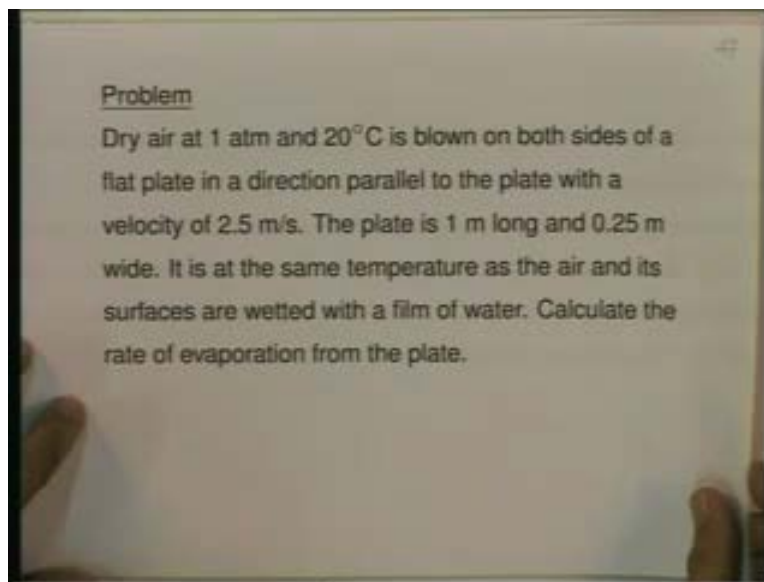 Problem
Dry air at 1 atm and 20°C is blown on both sides of a
flat plate in a direction parallel to the plate with a
velocity of 2.5 m/s. The plate is 1 m long and 0.25 m
wide. It is at the same temperature as the air and its
surfaces are wetted with a film of water. Calculate the
rate of evaporation from the plate.